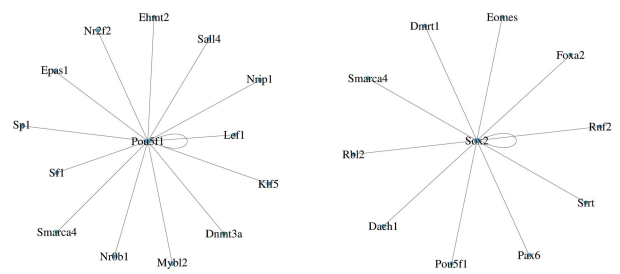 Ehmt2
Nr2f2
Sall4
Epas1
Nrip1
Sp1
Pou5f1
Lef1
Sf1
Klf5
Smarca4
Dnmt3a
Nr0b1
Mybl2
Eomes
Dmrt1
Foxa2
Smarca4
Rnf2
Sox2
Rbl2
Srrt
Dach1
Pax6
Pou5f1